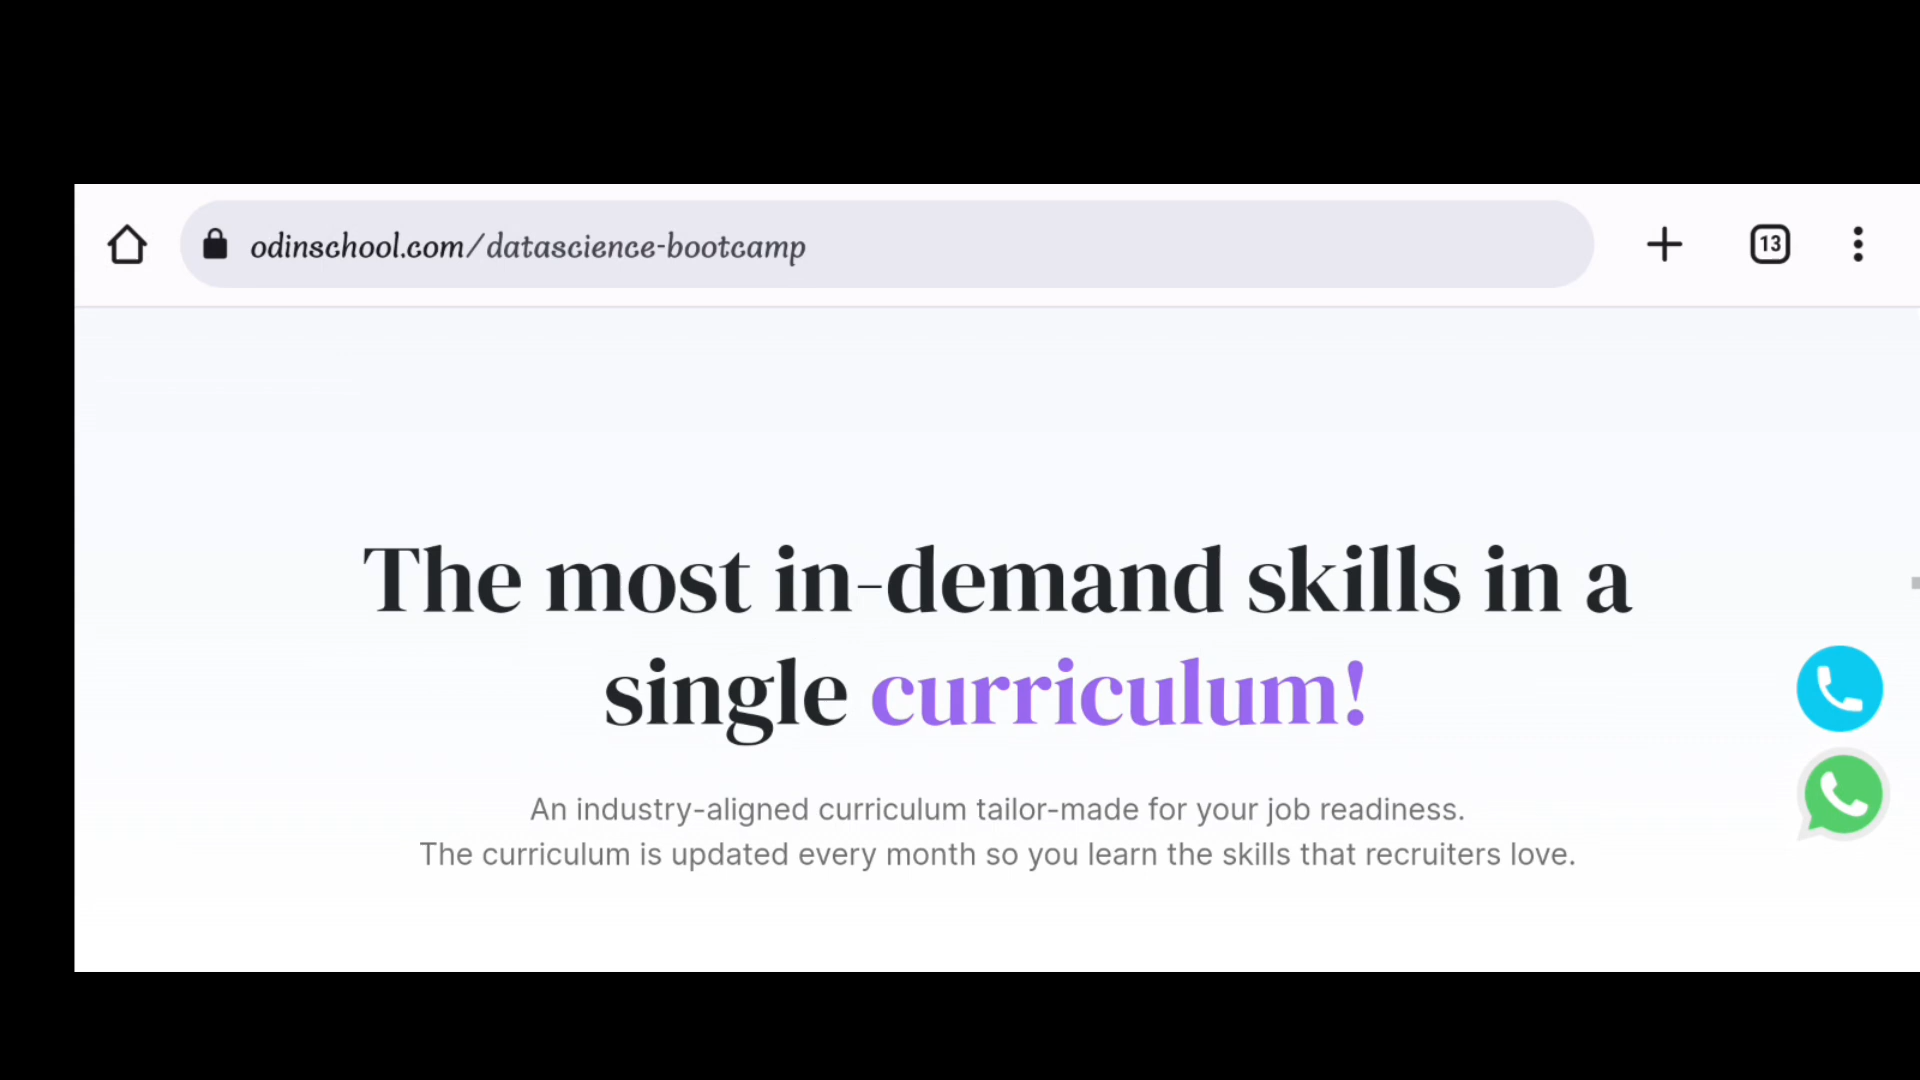 odinschool.com/datascience-bootcamp
13
The most in-demand skills in a
single curriculum!
An industry-aligned curriculum tailor-made for your job readiness.
The curriculum is updated every month so you learn the skills that recruiters love.